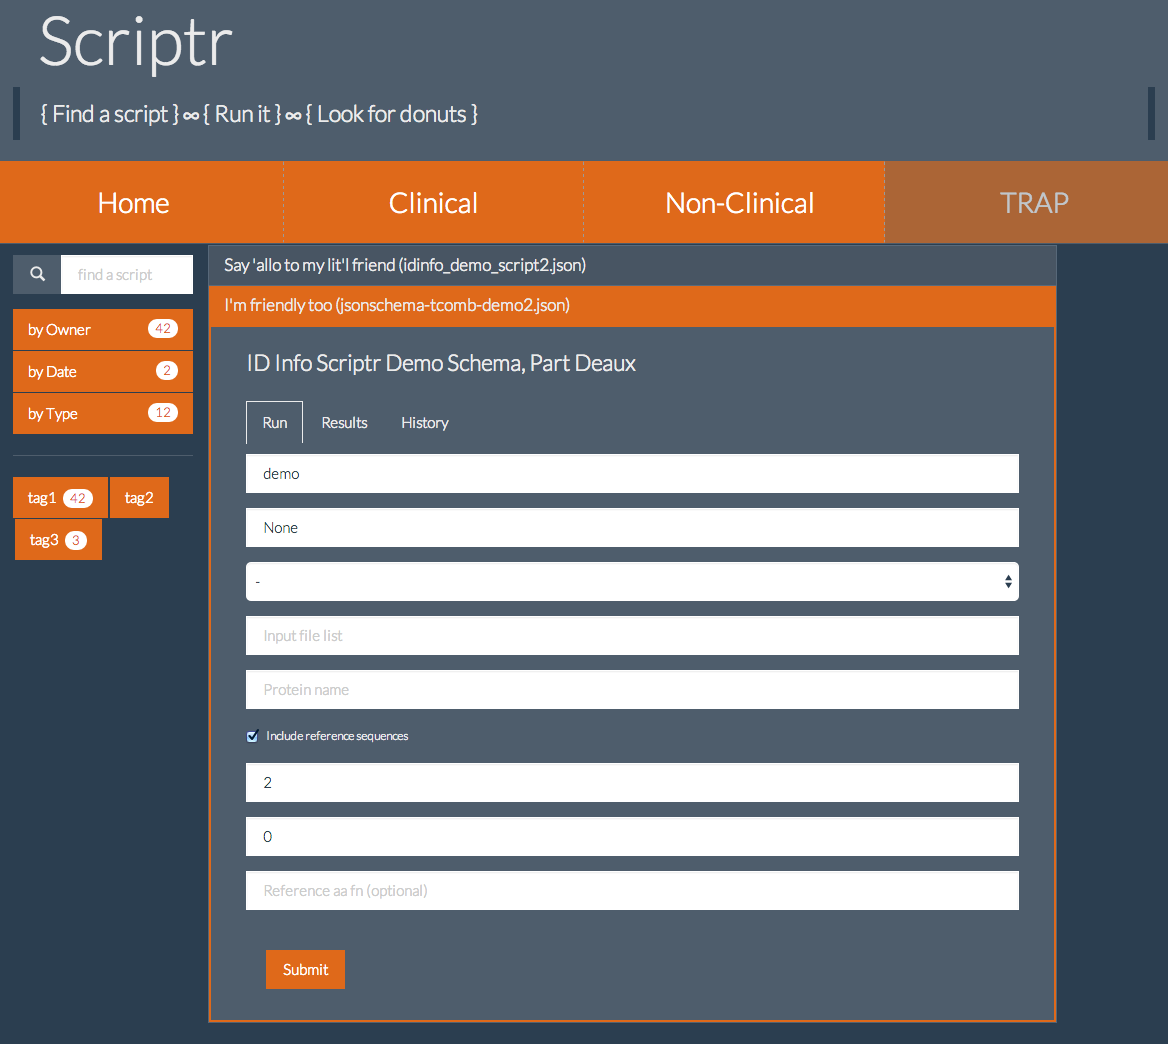 Scriptr
{ Find a script } ∞ { Run it } ∞ { Look for donuts }
Home Clinical Non-Clinical TRAP
find a script
by Owner 42
by Date 2
by Type 12
tag1 42 tag2
tag3 3
Say 'allo to my lit'l friend (idinfo_demo_script2.json)
I'm friendly too (jsonschema-tcomb-demo2.json)
ID Info Scriptr Demo Schema, Part Deaux
Run Results History
demo
None
-
Input file list
Protein name
Include reference sequences
2
0
Reference aa fn (optional)
Submit